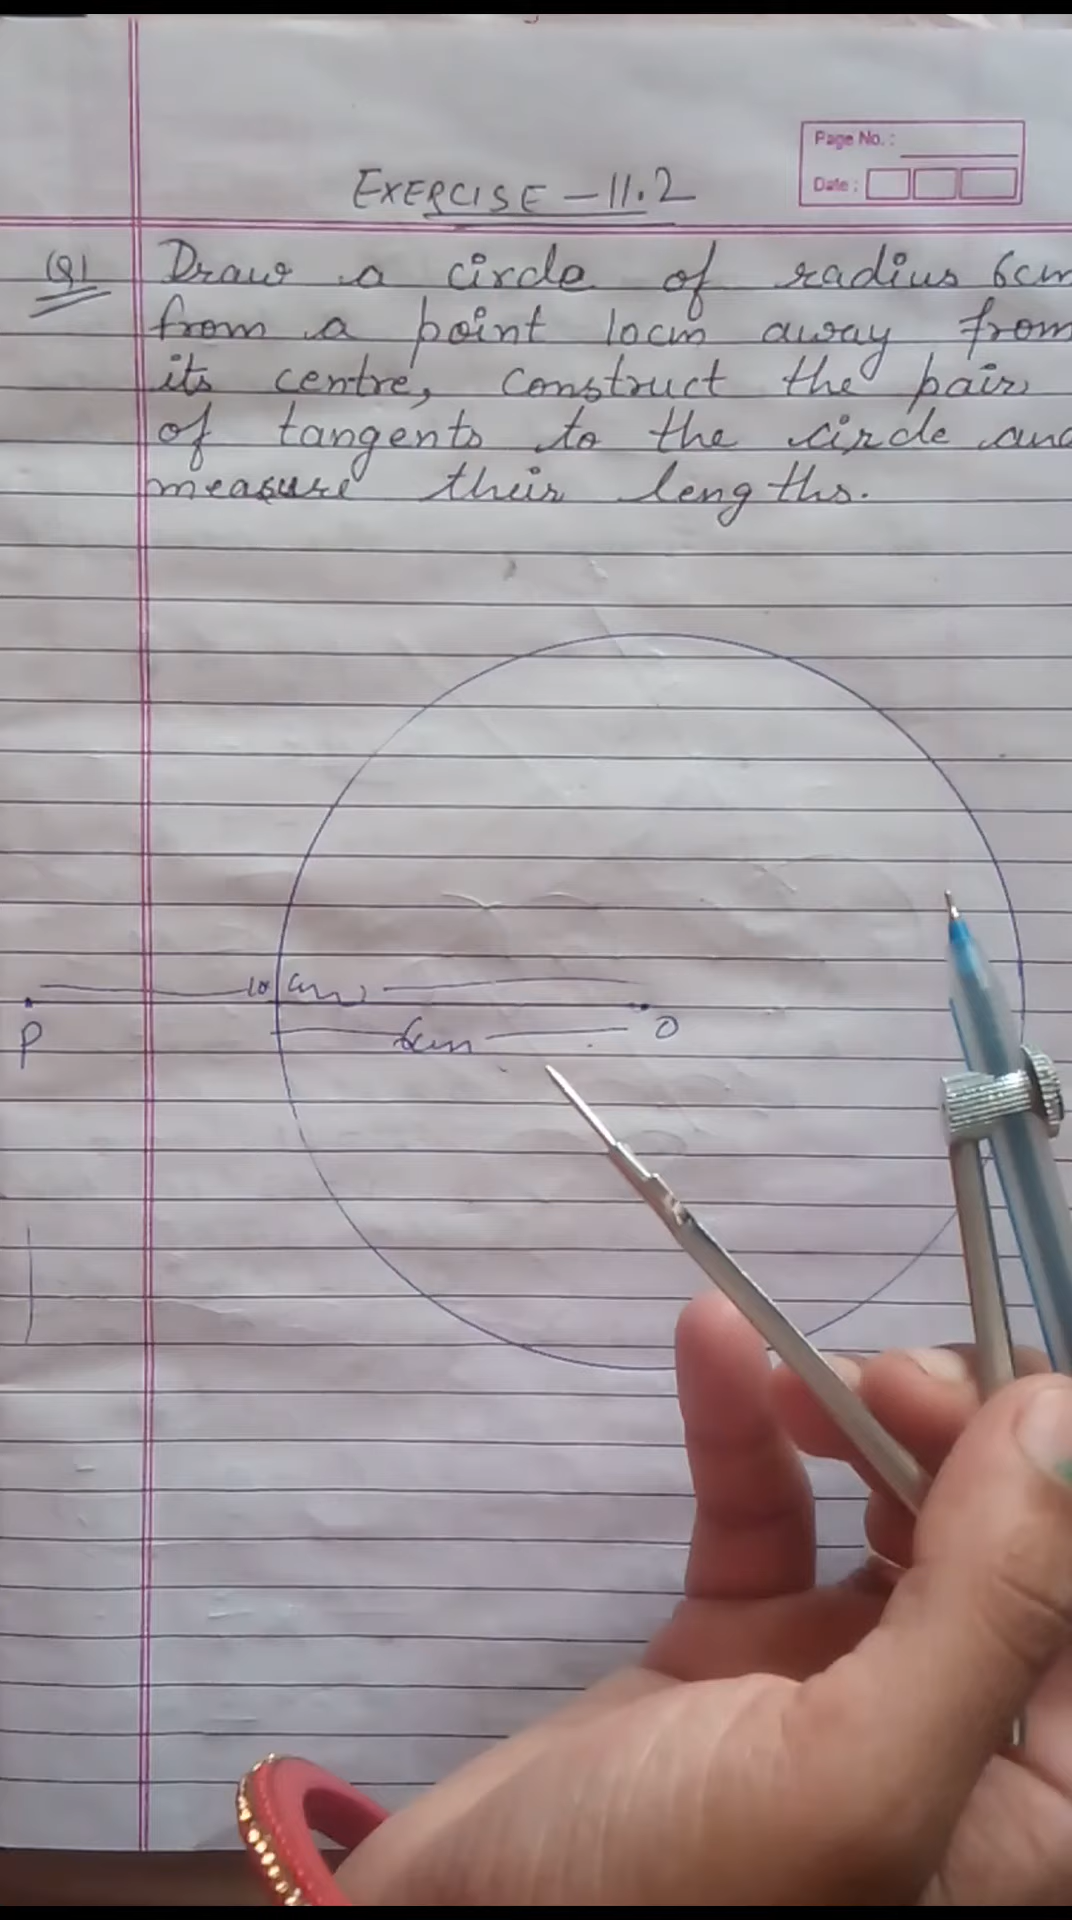 Page No.:
Date:
EXERCISE - 11.2
Q1 Draw a circle of radius 6cm
from a point 10cm away from
its centre, construct the pair
of tangents to the circle and
measure their lengths.
10 cm
P
6cm
O